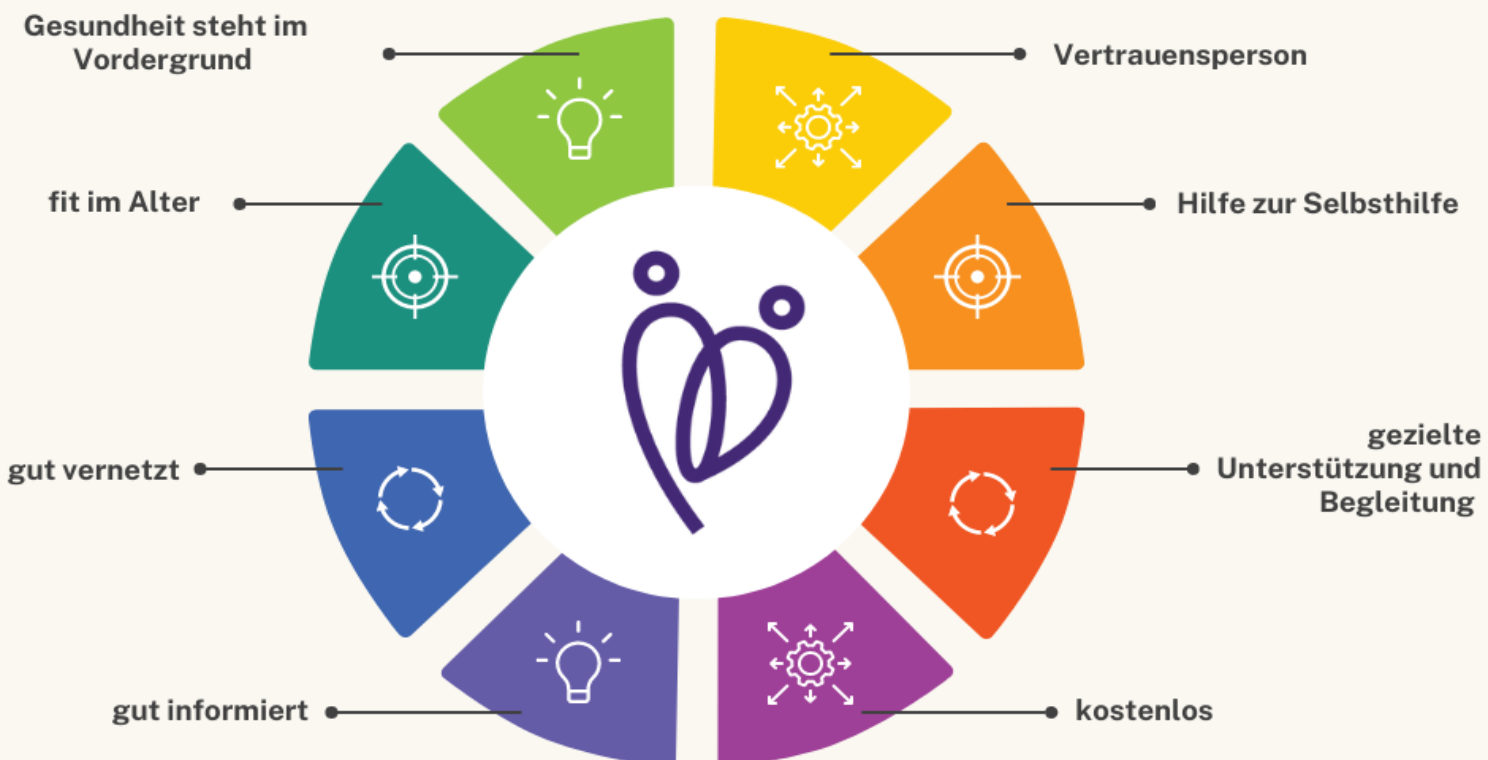 Gesundheit steht im
Vordergrund
Vertrauensperson
fit im Alter
Hilfe zur Selbsthilfe
gut vernetzt
gezielte
Unterstützung und
Begleitung
gut informiert
kostenlos